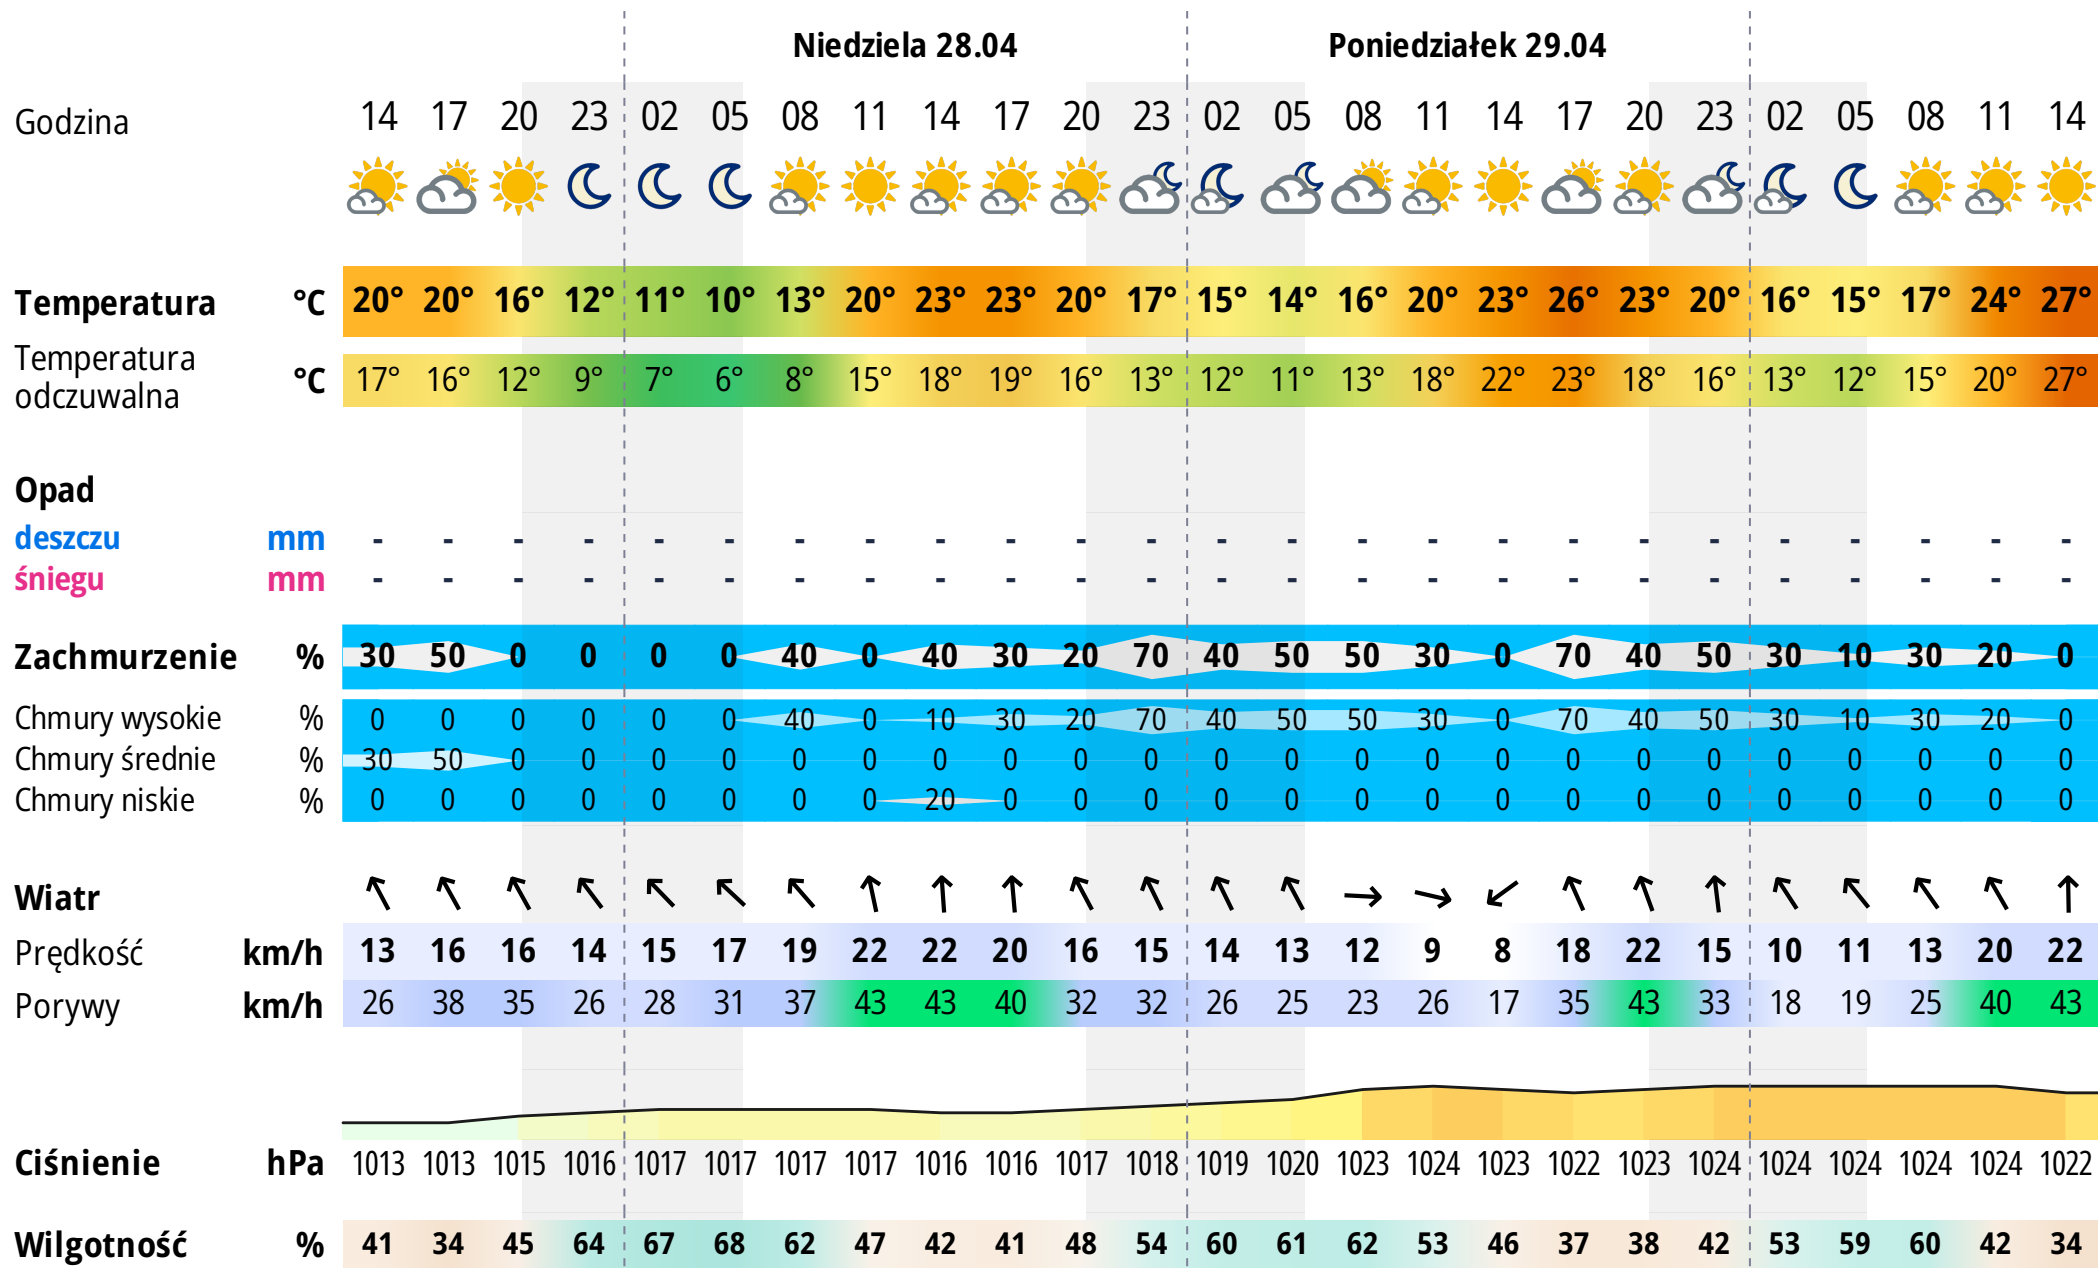 Niedziela 28.04 Poniedziałek 29.04
Godzina 14 17 20 23 02 05 08 11 14 17 20 23 02 05 08 11 14 17 20 23 02 05 08 11 14
Temperatura °C 20° 20° 16° 12° 11° 10° 13° 20° 23° 23° 20° 17° 15° 14° 16° 20° 23° 26° 23° 20° 16° 15° 17° 24° 27°
Temperatura
odczuwalna °C 17° 16° 12° 9° 7° 6° 8° 15° 18° 19° 16° 13° 12° 11° 13° 18° 22° 23° 18° 16° 13° 12° 15° 20° 27°
Opad
deszczu mm - - - - - - - - - - - - - - - - - - - - - - - - -
śniegu mm - - - - - - - - - - - - - - - - - - - - - - - - -
Zachmurzenie % 30 50 0 0 0 0 40 0 40 30 20 70 40 50 50 30 0 70 40 50 30 10 30 20 0
Chmury wysokie % 0 0 0 0 0 0 40 0 10 30 20 70 40 50 50 30 0 70 40 50 30 10 30 20 0
Chmury średnie % 30 50 0 0 0 0 0 0 0 0 0 0 0 0 0 0 0 0 0 0 0 0 0 0 0
Chmury niskie % 0 0 0 0 0 0 0 0 20 0 0 0 0 0 0 0 0 0 0 0 0 0 0 0 0
Wiatr
Prędkość km/h 13 16 16 14 15 17 19 22 22 20 16 15 14 13 12 9 8 18 22 15 10 11 13 20 22
Porywy km/h 26 38 35 26 28 31 37 43 43 40 32 32 26 25 23 26 17 35 43 33 18 19 25 40 43
Ciśnienie hPa 1013 1013 1015 1016 1017 1017 1017 1017 1016 1016 1017 1018 1019 1020 1023 1024 1023 1022 1023 1024 1024 1024 1024 1024 1022
Wilgotność % 41 34 45 64 67 68 62 47 42 41 48 54 60 61 62 53 46 37 38 42 53 59 60 42 34